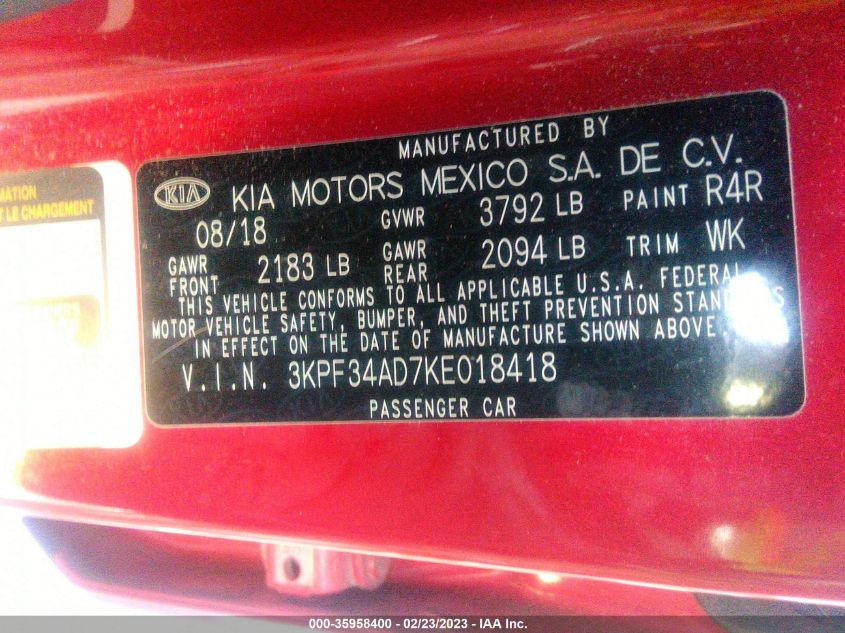 MANUFACTURED BY
KIA KIA MOTORS MEXICO S.A. DE C.V.
08/18 GVWR 3792 LB PAINT R4R
GAWR FRONT 2183 LB GAWR REAR 2094 LB TRIM WK
THIS VEHICLE CONFORMS TO ALL APPLICABLE U.S.A. FEDERAL
MOTOR VEHICLE SAFETY, BUMPER, AND THEFT PREVENTION STANDARDS
IN EFFECT ON THE DATE OF MANUFACTURE SHOWN ABOVE.
V.I.N. 3KPF34AD7KE018418
PASSENGER CAR
MATION
T LE CHARGEMENT
000-35958400 - 02/23/2023 - IAA Inc.